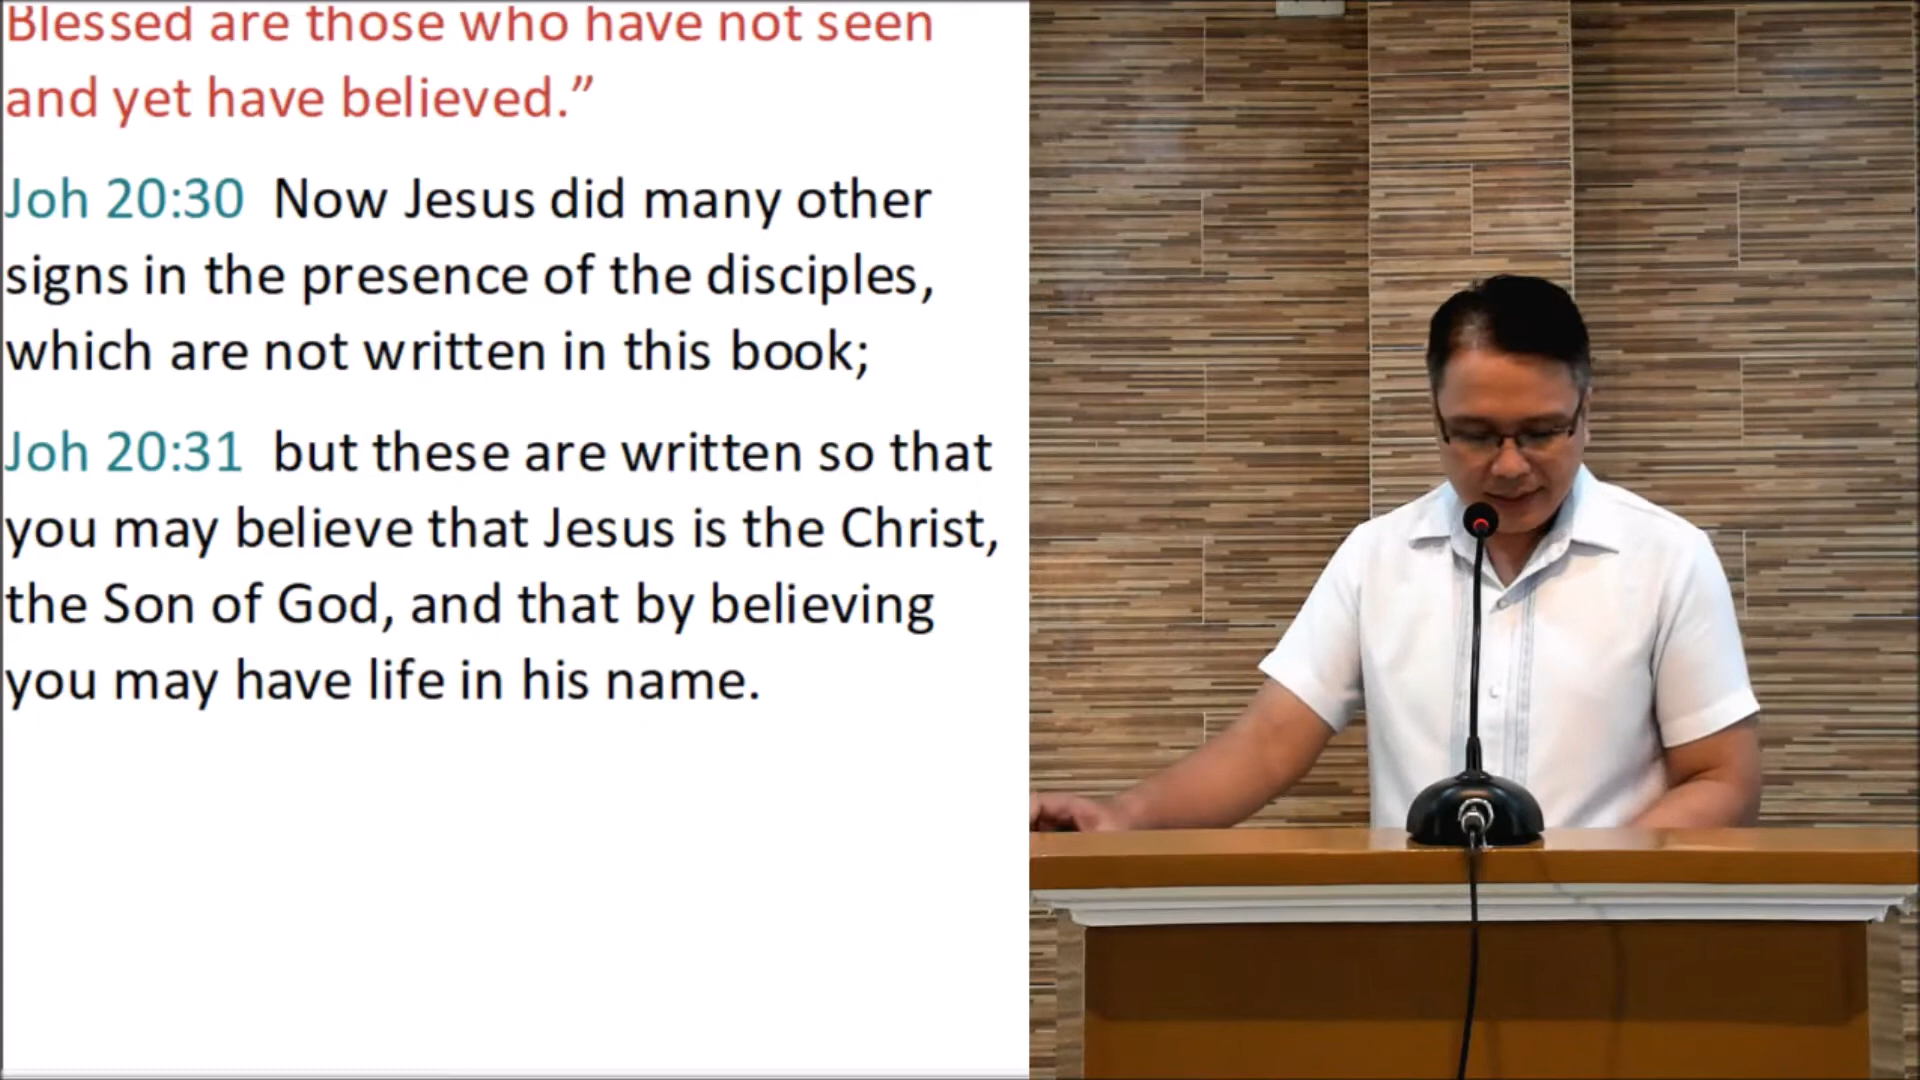 Blessed are those who have not seen
and yet have believed.”
Joh 20:30 Now Jesus did many other
signs in the presence of the disciples,
which are not written in this book;
Joh 20:31 but these are written so that
you may believe that Jesus is the Christ,
the Son of God, and that by believing
you may have life in his name.